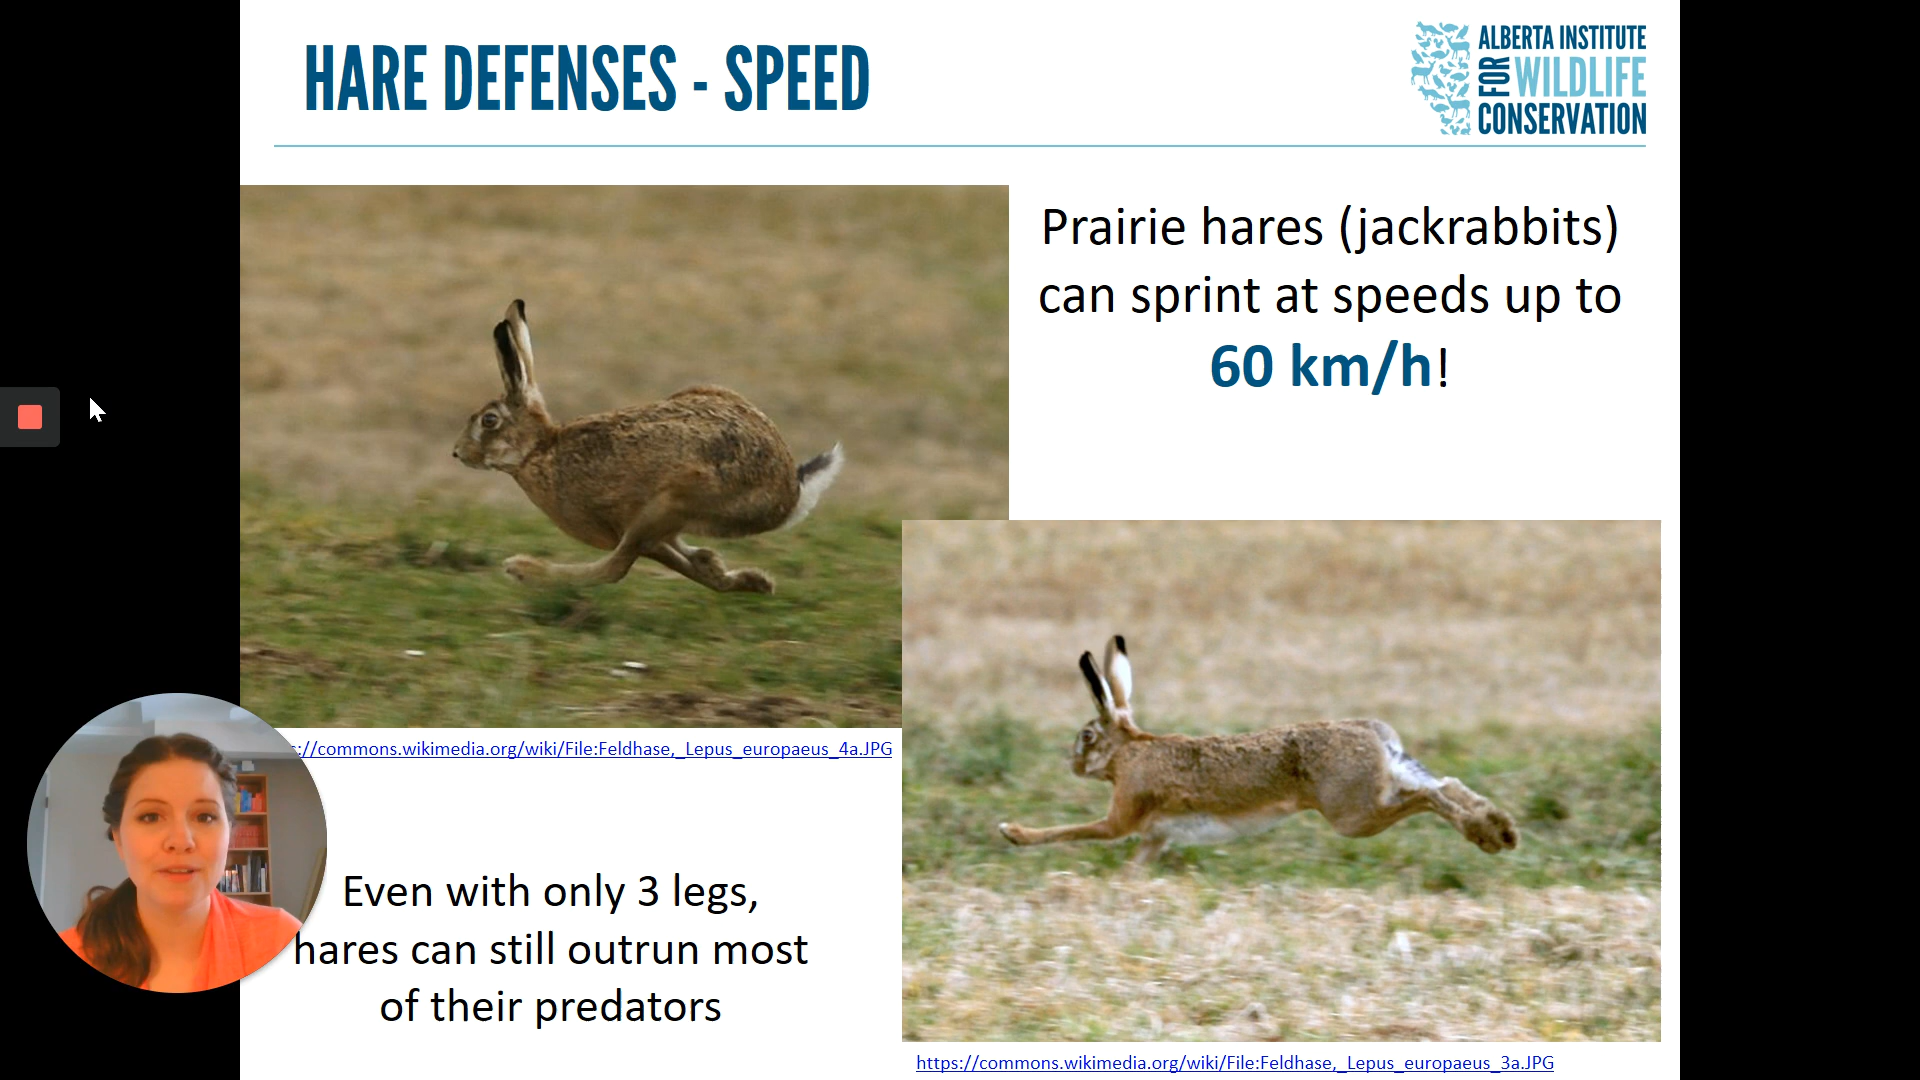 HARE DEFENSES - SPEED
ALBERTA INSTITUTE
FOR WILDLIFE
CONSERVATION
Prairie hares (jackrabbits)
can sprint at speeds up to
60 km/h!
://commons.wikimedia.org/wiki/File:Feldhase,_Lepus_europaeus_4a.JPG
Even with only 3 legs,
hares can still outrun most
of their predators
https://commons.wikimedia.org/wiki/File:Feldhase,_Lepus_europaeus_3a.JPG